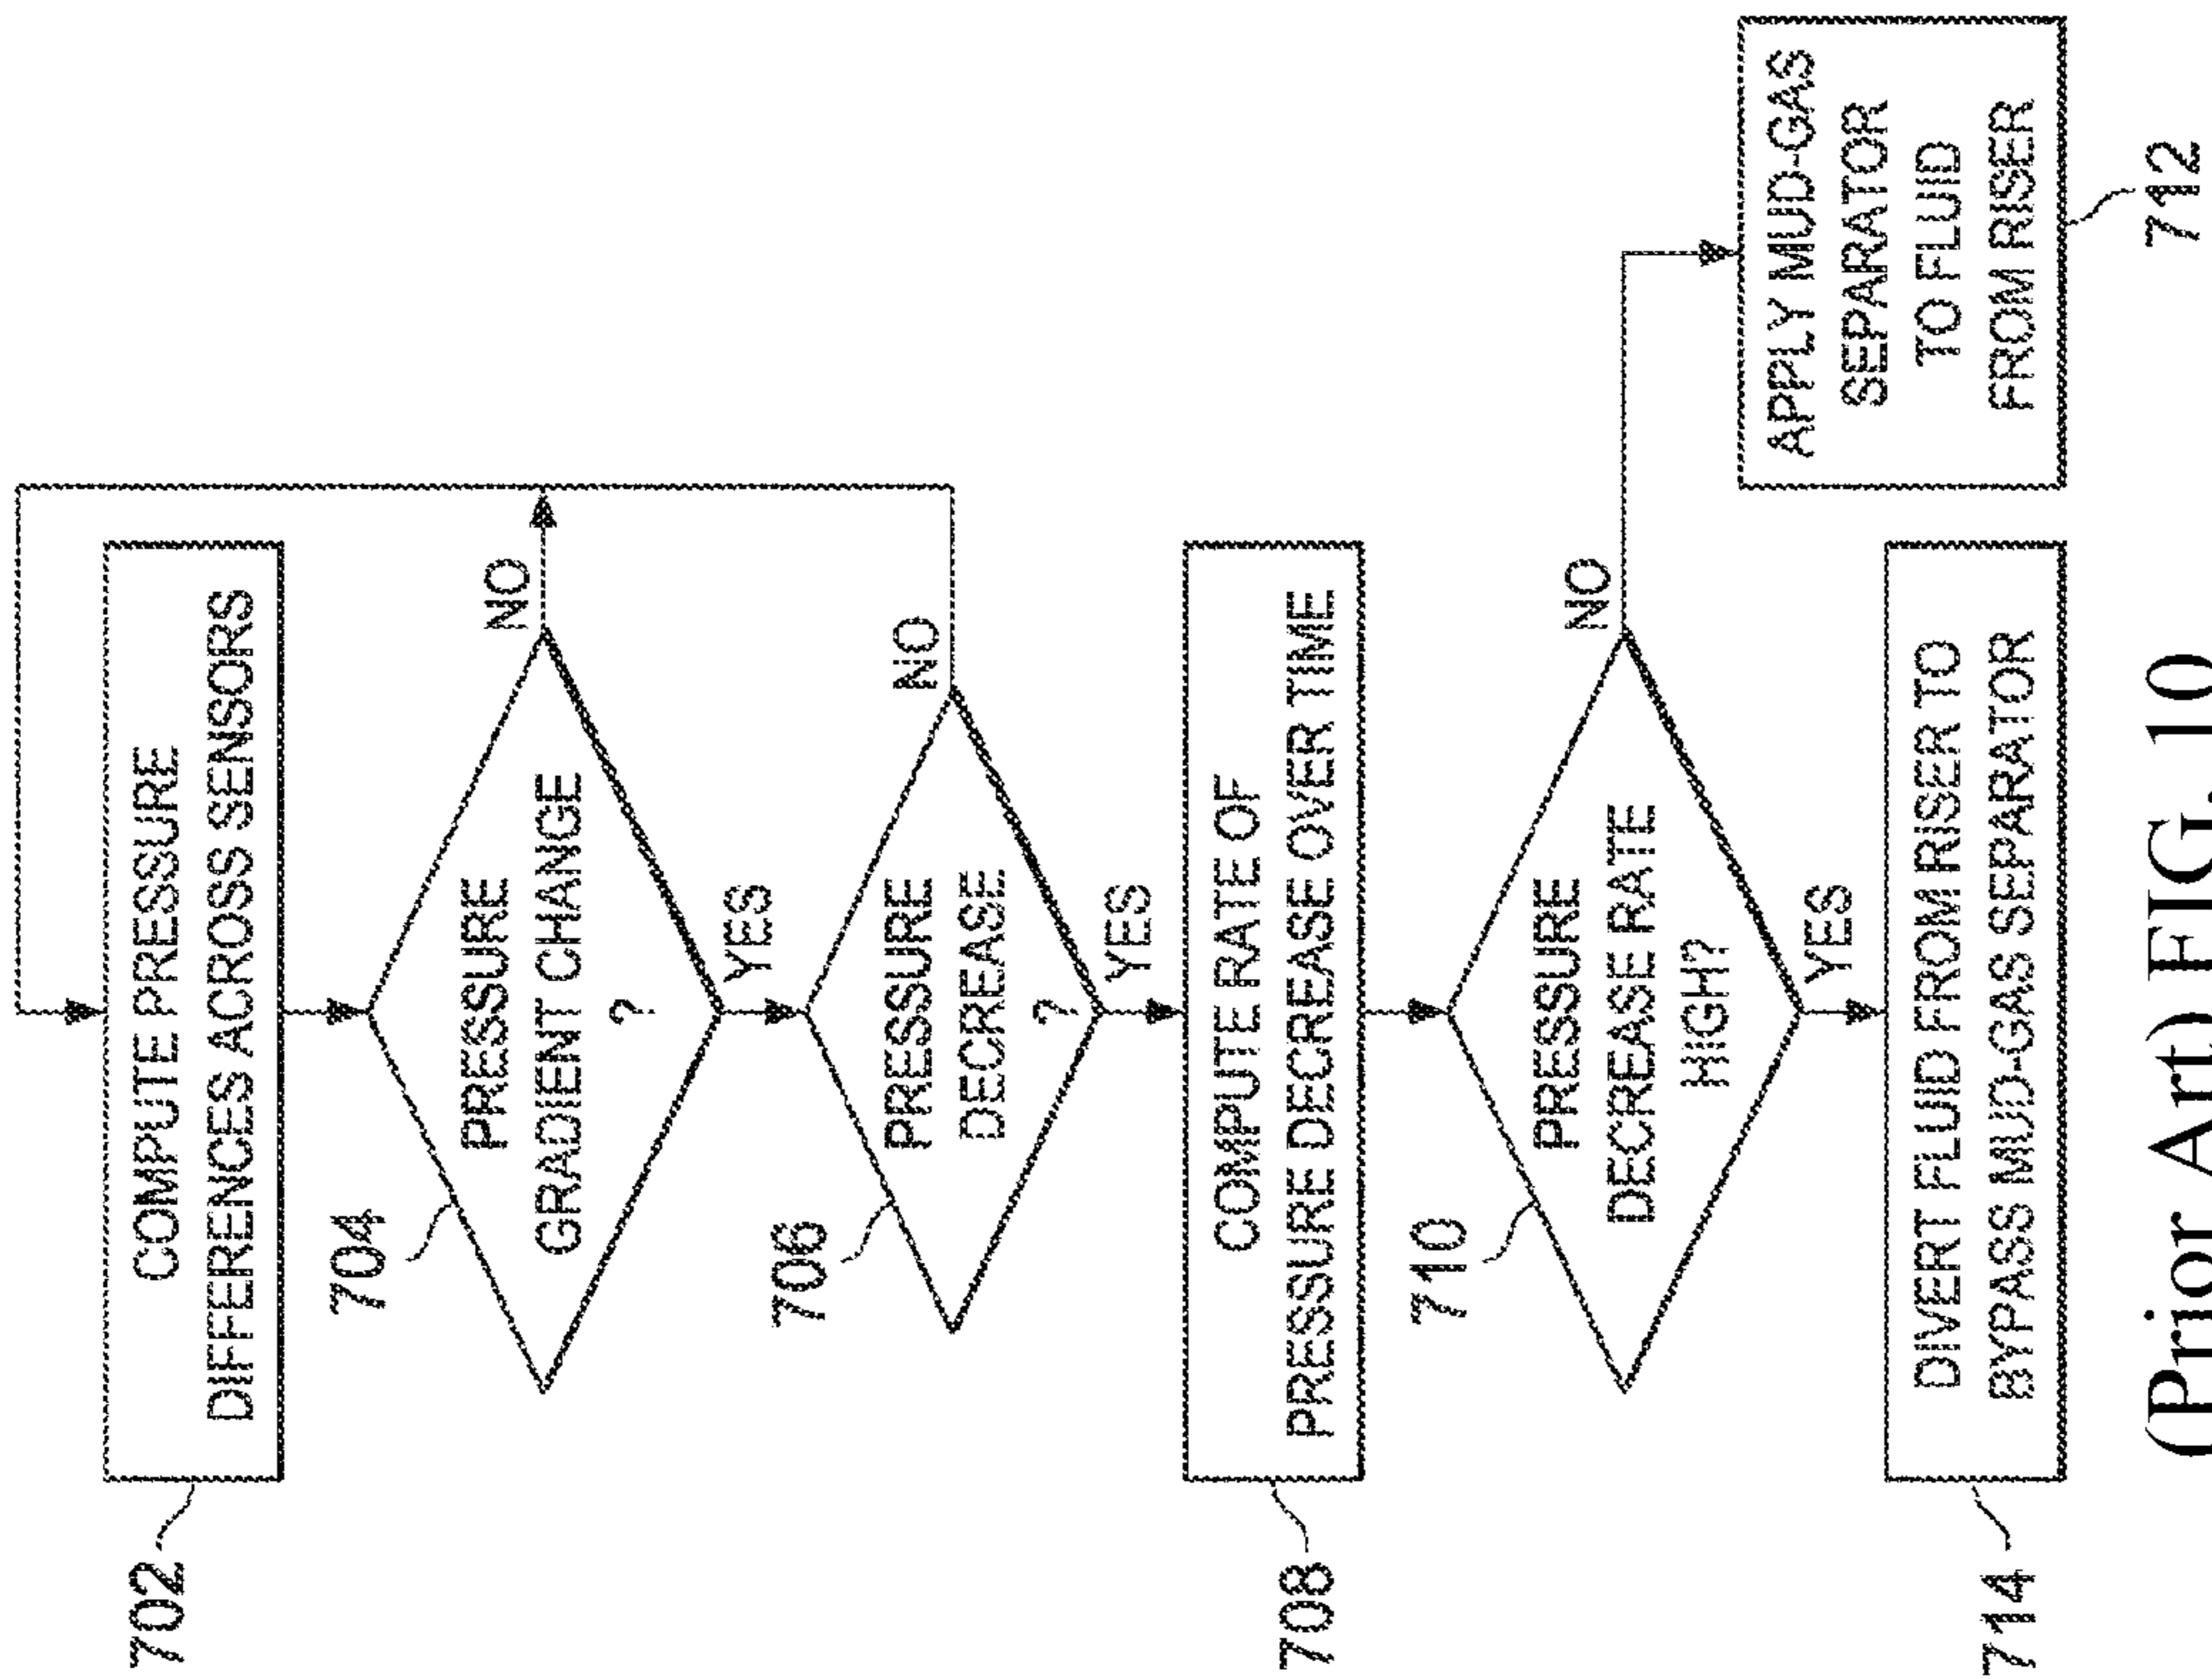 702
COMPUTE PRESSURE
DIFFERENCES ACROSS SENSORS
704
PRESSURE
GRADIENT CHANGE
?
NO
YES
706
PRESSURE
DECREASE
?
NO
YES
708
COMPUTE RATE OF
PRESSURE DECREASE OVER TIME
710
PRESSURE
DECREASE RATE
HIGH?
NO
YES
APPLY MUD-GAS
SEPARATOR
TO FLUID
FROM RISER
712
714
DIVERT FLUID FROM RISER TO
BYPASS MUD-GAS SEPARATOR
(Prior Art) FIG. 10